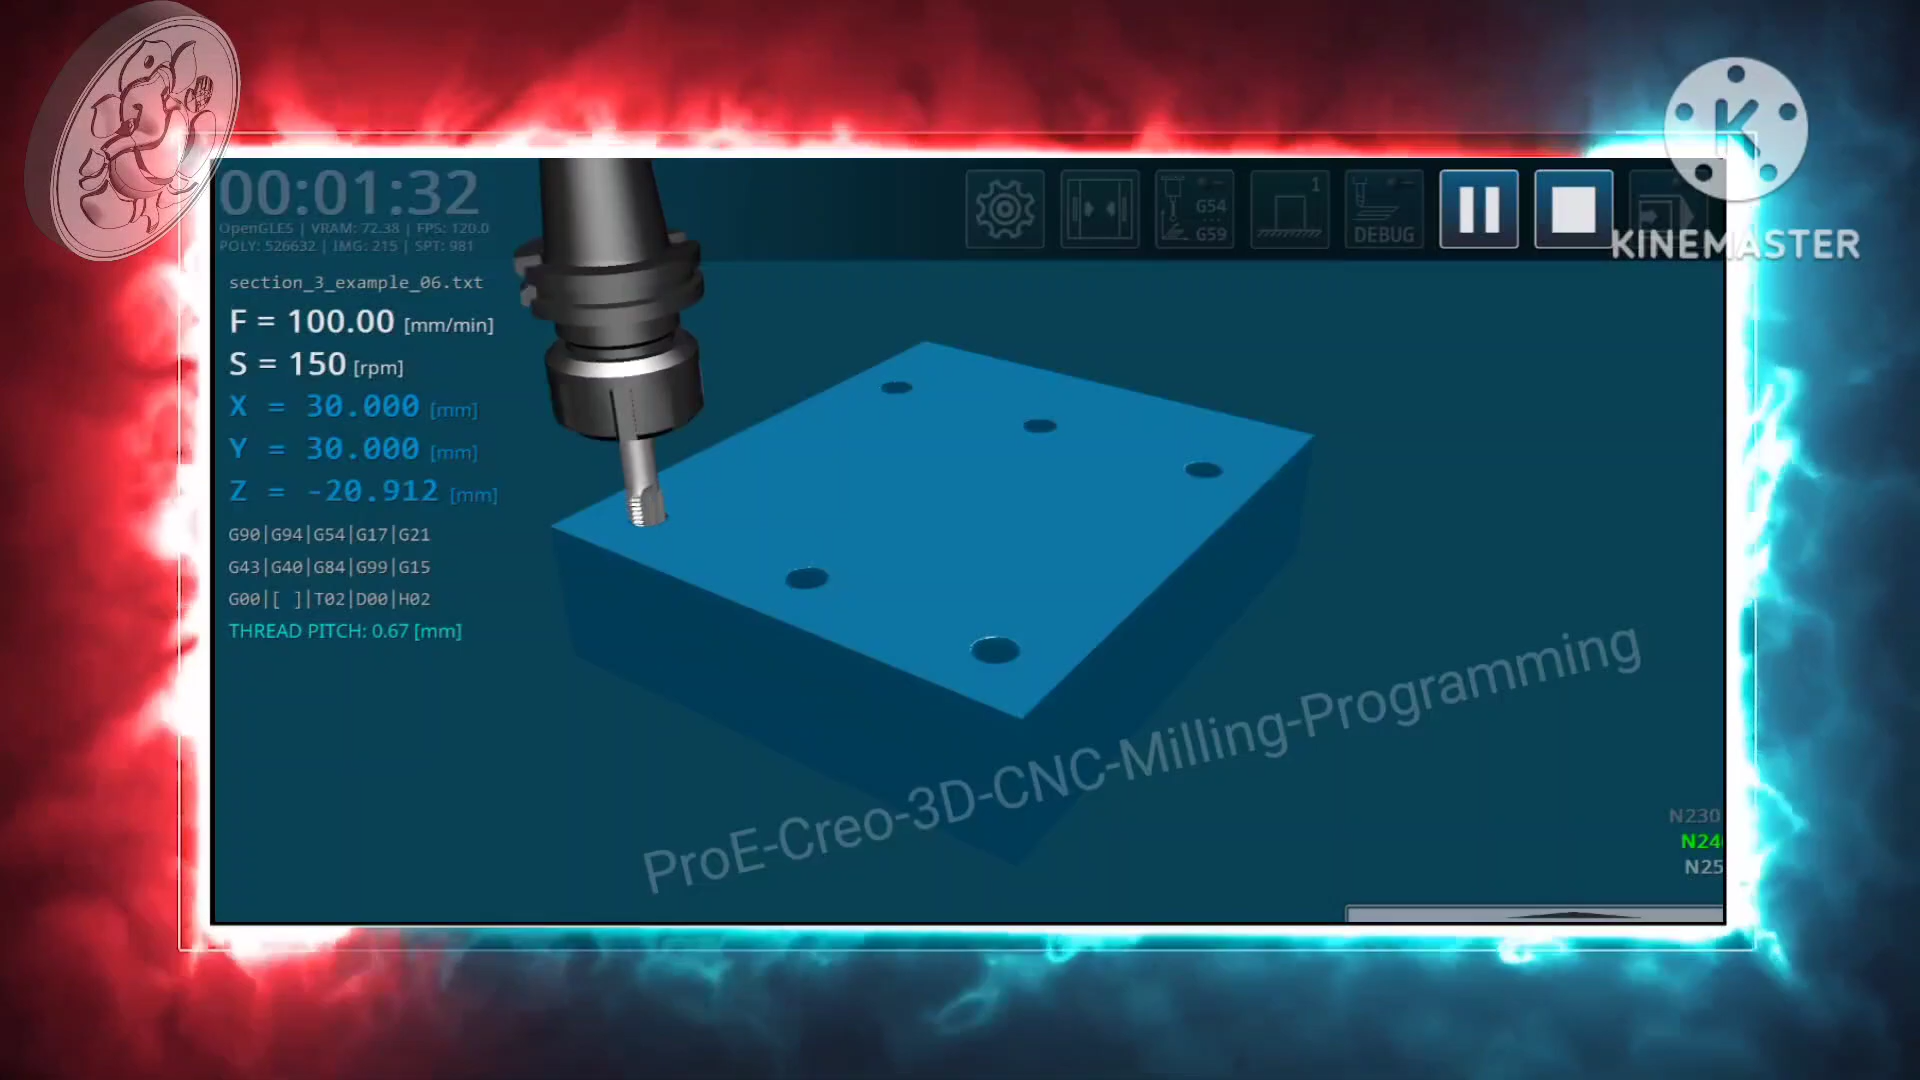 00:01:32
OpenGLES | VRAM: 72.38 | FPS: 120.0
POLY: 526632 | IMG: 215 | SPT: 981
section_3_example_06.txt
F = 100.00 [mm/min]
S = 150 [rpm]
X = 30.000 [mm]
Y = 30.000 [mm]
Z = -20.912 [mm]
G90|G94|G54|G17|G21
G43|G40|G84|G99|G15
G00|[ ]|T02|D00|H02
THREAD PITCH: 0.67 [mm]
G54
G59
1
DEBUG
K
KINEMASTER
ProE-Creo-3D-CNC-Milling-Programming
N230
N240
N25